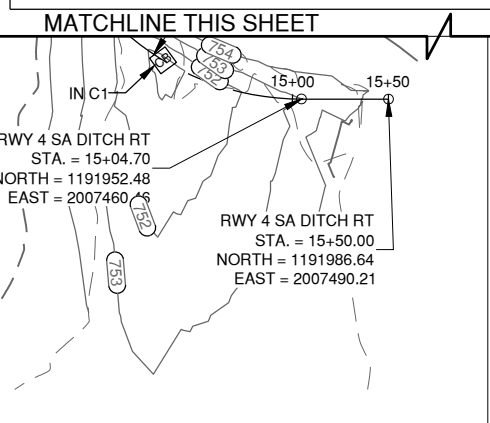 MATCHLINE THIS SHEET
754
753
752
15+00
15+50
CB
IN C1
RWY 4 SA DITCH RT
STA. = 15+04.70
NORTH = 1191952.48
EAST = 2007460.46
752
RWY 4 SA DITCH RT
STA. = 15+50.00
NORTH = 1191986.64
EAST = 2007490.21
753